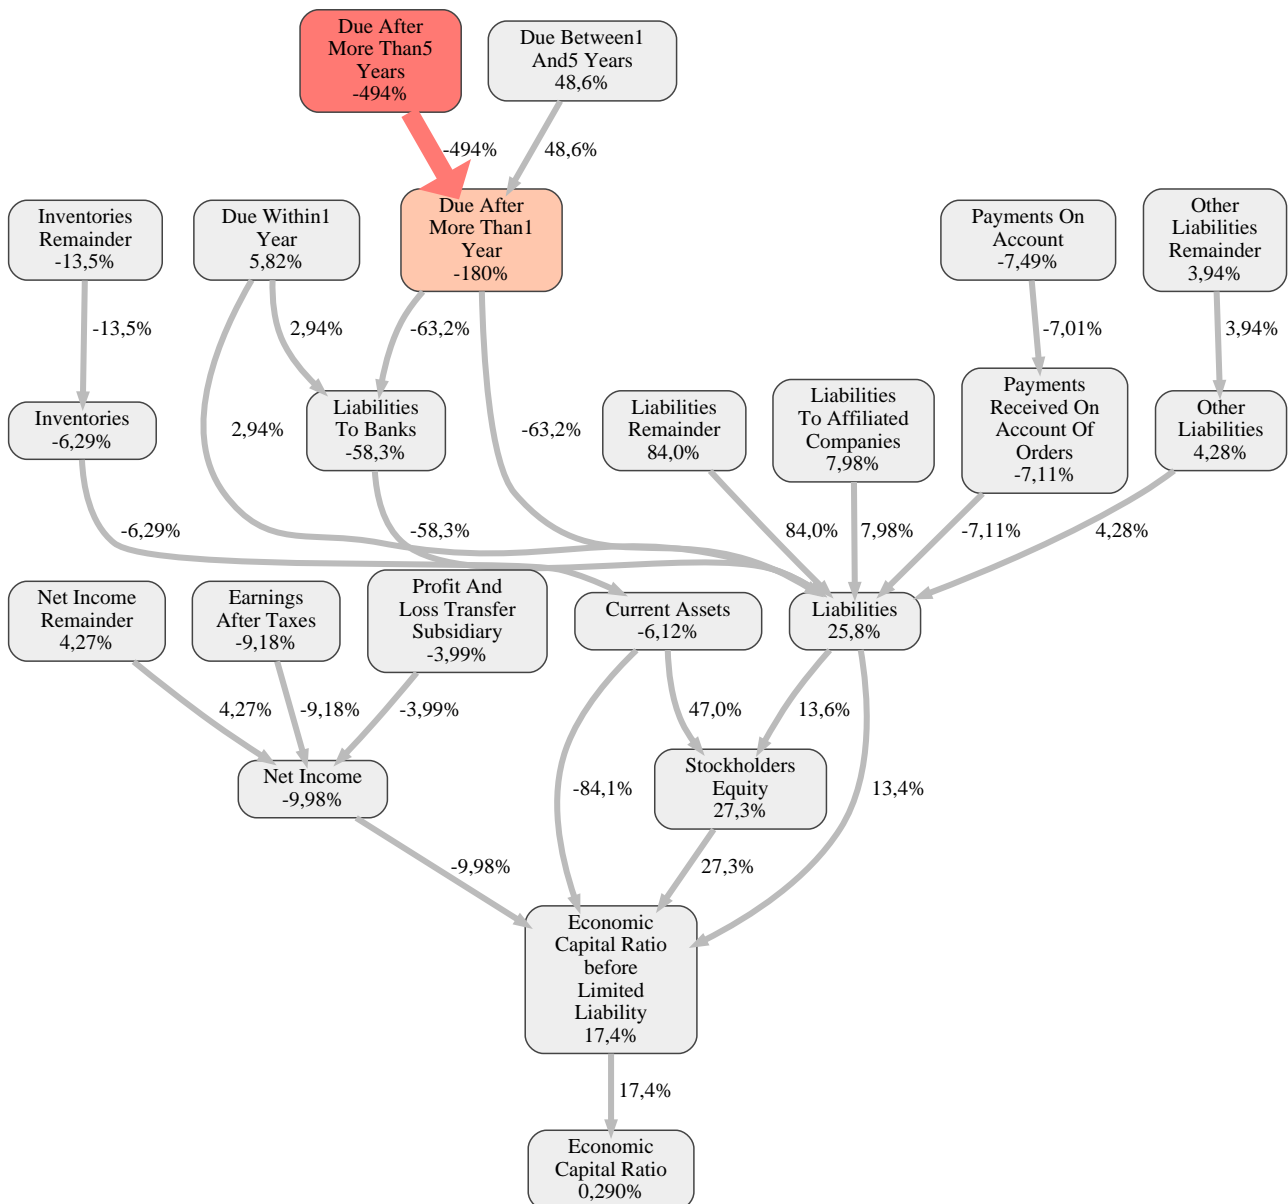 Due After
More Than5
Years
-494%
Due Between1
And5 Years
48,6%
-494%
48,6%
Inventories
Remainder
-13,5%
Due Within1
Year
5,82%
Due After
More Than1
Year
-180%
Payments On
Account
-7,49%
Other
Liabilities
Remainder
3,94%
-13,5%
2,94%
-63,2%
-7,01%
3,94%
Inventories
-6,29%
2,94%
Liabilities
To Banks
-58,3%
-63,2%
Liabilities
Remainder
84,0%
Liabilities
To Affiliated
Companies
7,98%
Payments
Received On
Account Of
Orders
-7,11%
Other
Liabilities
4,28%
-6,29%
-58,3%
84,0%
7,98%
-7,11%
4,28%
Net Income
Remainder
4,27%
Earnings
After Taxes
-9,18%
Profit And
Loss Transfer
Subsidiary
-3,99%
Current Assets
-6,12%
Liabilities
25,8%
4,27%
-9,18%
-3,99%
47,0%
13,6%
Net Income
-9,98%
-84,1%
Stockholders
Equity
27,3%
13,4%
-9,98%
27,3%
Economic
Capital Ratio
before
Limited
Liability
17,4%
17,4%
Economic
Capital Ratio
0,290%